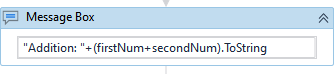 Message Box
"Addition: "+(firstNum+secondNum).ToString